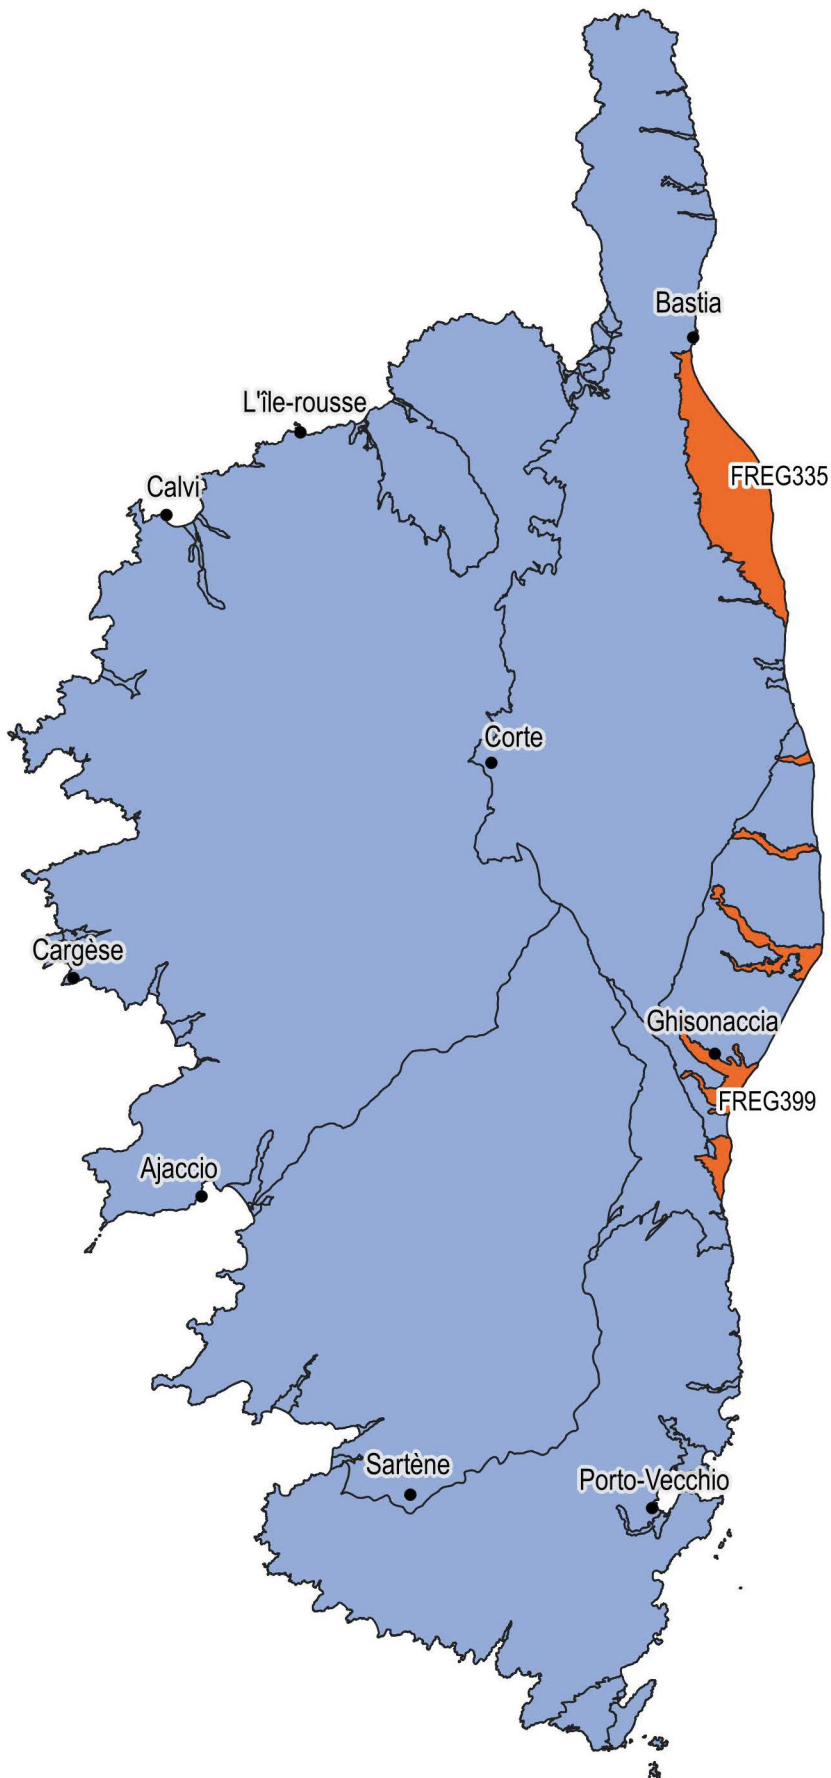 Bastia
L'île-rousse
FREG335
Calvi
Corte
Cargèse
Ghisonaccia
FREG399
Ajaccio
Sartène
Porto-Vecchio